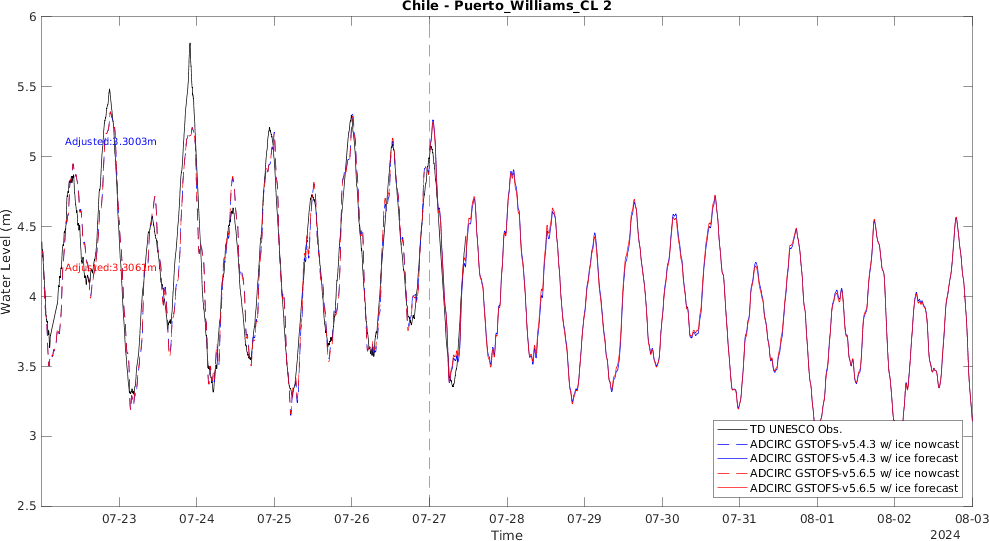 Chile - Puerto_Williams_CL 2
6
5.5
5
4.5
4
3.5
3
2.5
Water Level (m)
Adjusted:3.3003m
Adjusted:3.3061m
TD UNESCO Obs.
ADCIRC GSTOFS-v5.4.3 w/ ice nowcast
ADCIRC GSTOFS-v5.4.3 w/ ice forecast
ADCIRC GSTOFS-v5.6.5 w/ ice nowcast
ADCIRC GSTOFS-v5.6.5 w/ ice forecast
07-23 07-24 07-25 07-26 07-27 07-28 07-29 07-30 07-31 08-01 08-02 08-03
Time
2024